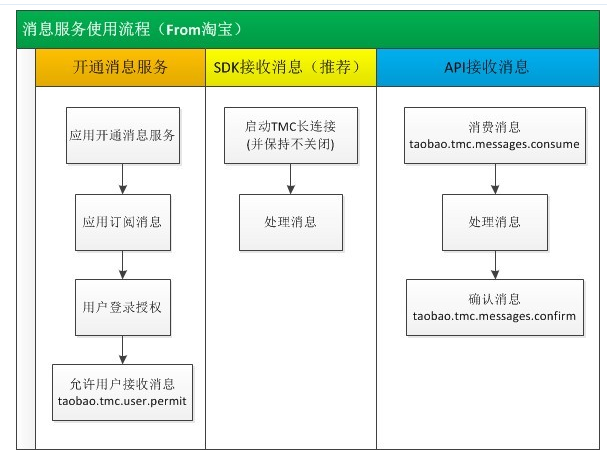 消息服务使用流程（From淘宝）
开通消息服务
SDK接收消息（推荐）
API接收消息
应用开通消息服务
应用订阅消息
用户登录授权
允许用户接收消息
taobao.tmc.user.permit
启动TMC长连接
(并保持不关闭)
处理消息
消费消息
taobao.tmc.messages.consume
处理消息
确认消息
taobao.tmc.messages.confirm